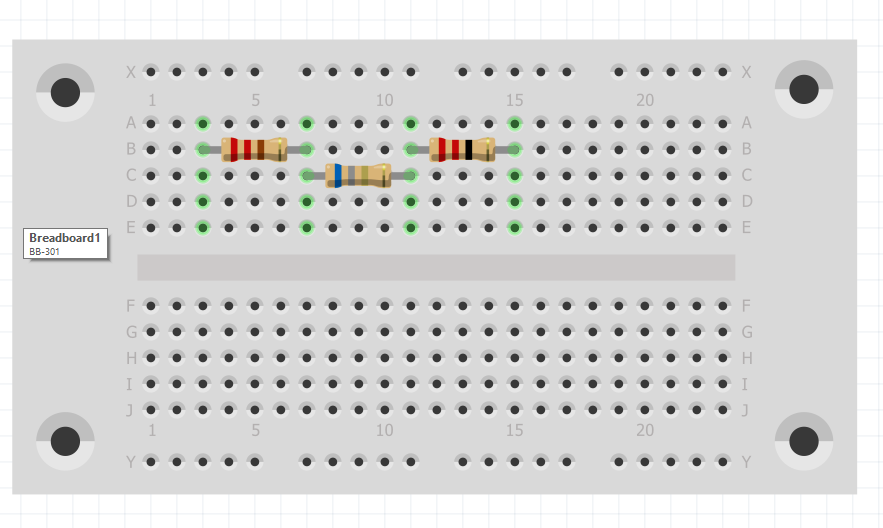 X X
1 5 10 15 20
A A
B B
C C
D D
E E
Breadboard1
BB-301
F F
G G
H H
I I
J J
1 5 10 15 20
Y Y